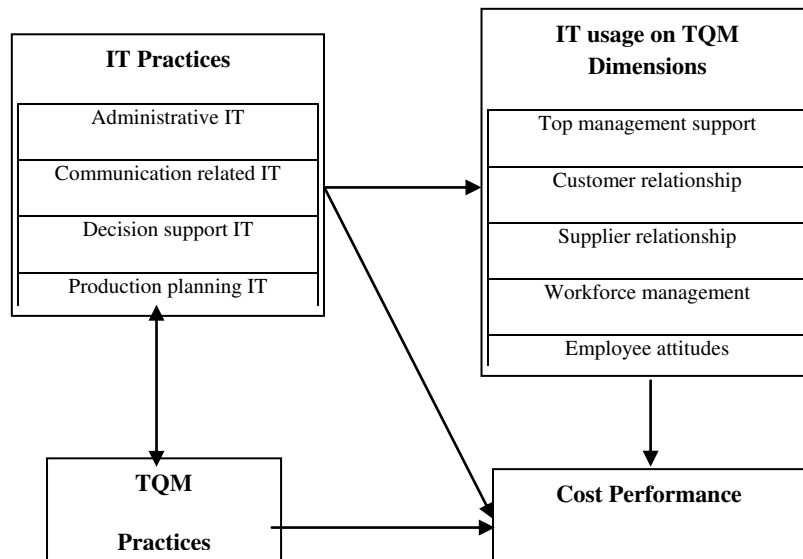 IT Practices
Administrative IT
Communication related IT
Decision support IT
Production planning IT
IT usage on TQM
Dimensions
Top management support
Customer relationship
Supplier relationship
Workforce management
Employee attitudes
TQM
Practices
Cost Performance